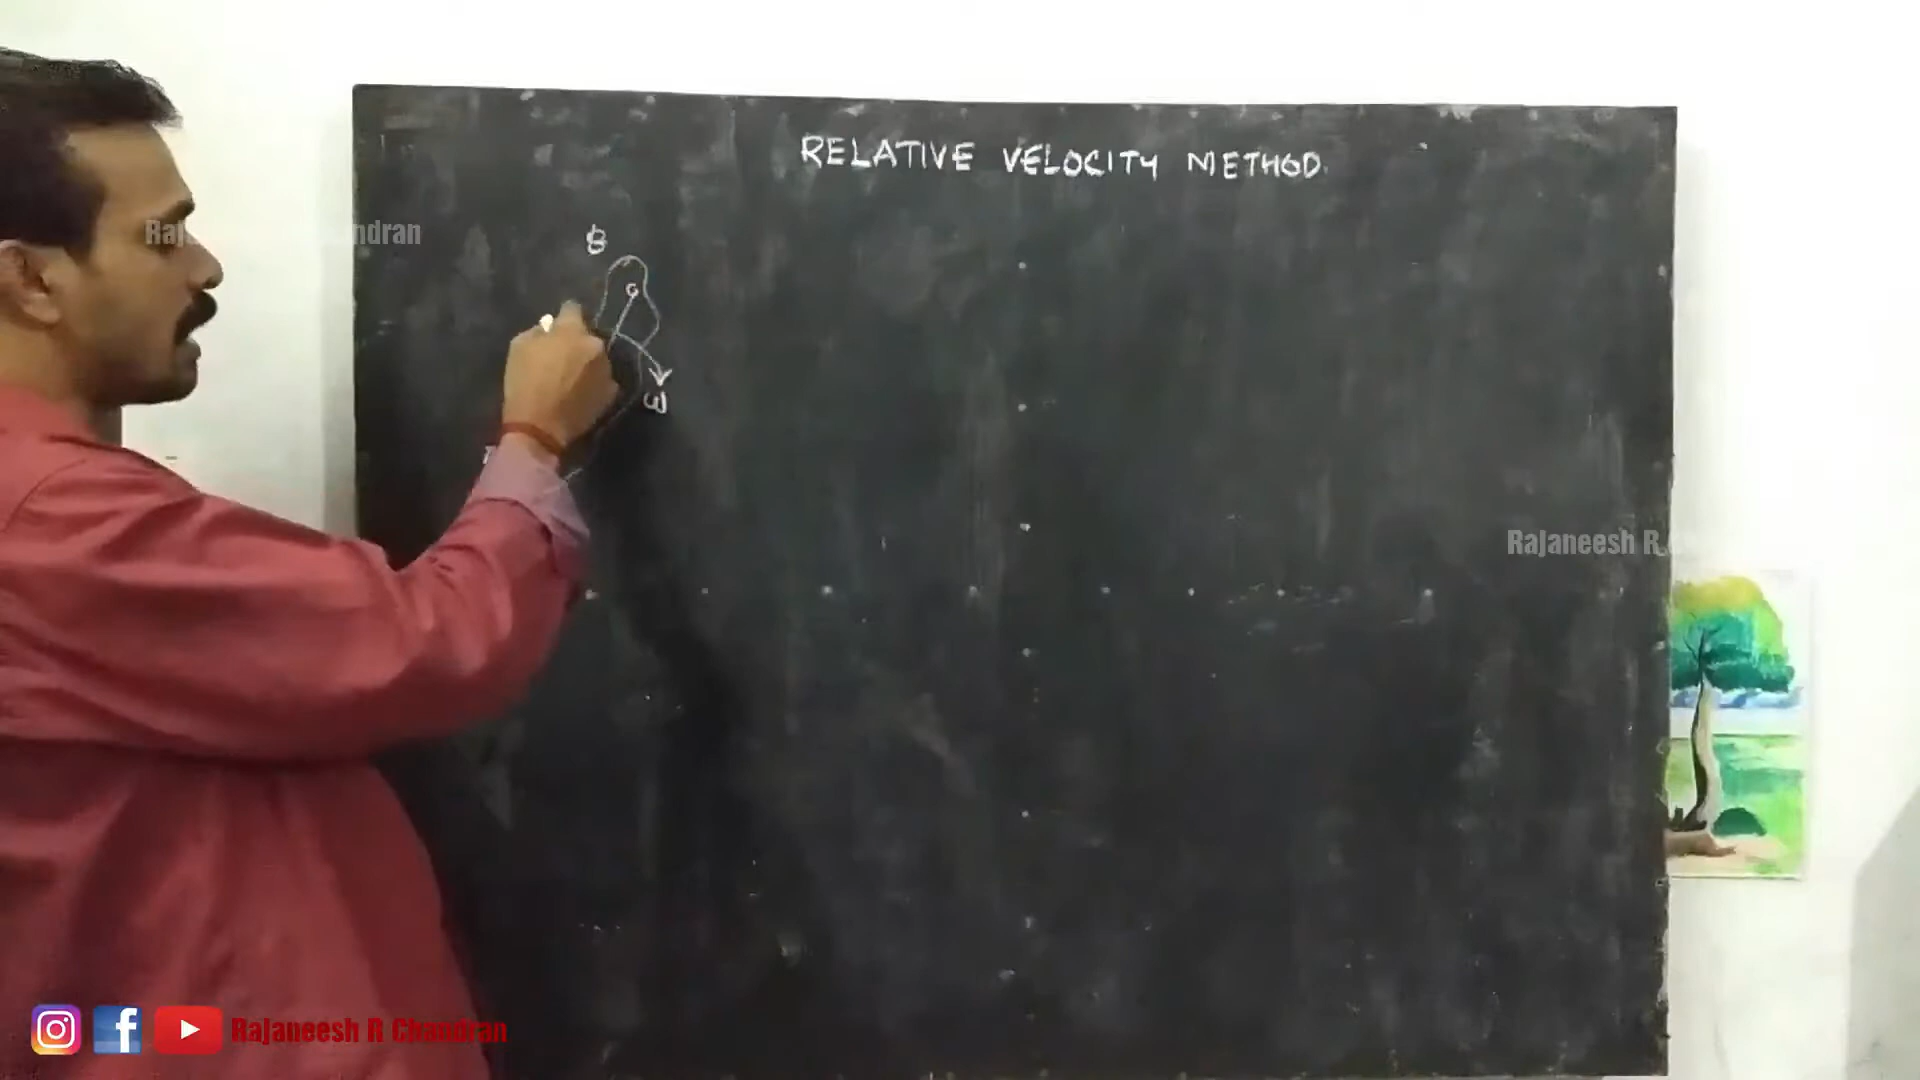 RELATIVE VELOCITY METHOD.
B
ω
Rajaneesh R
Rajaneesh R Chandran